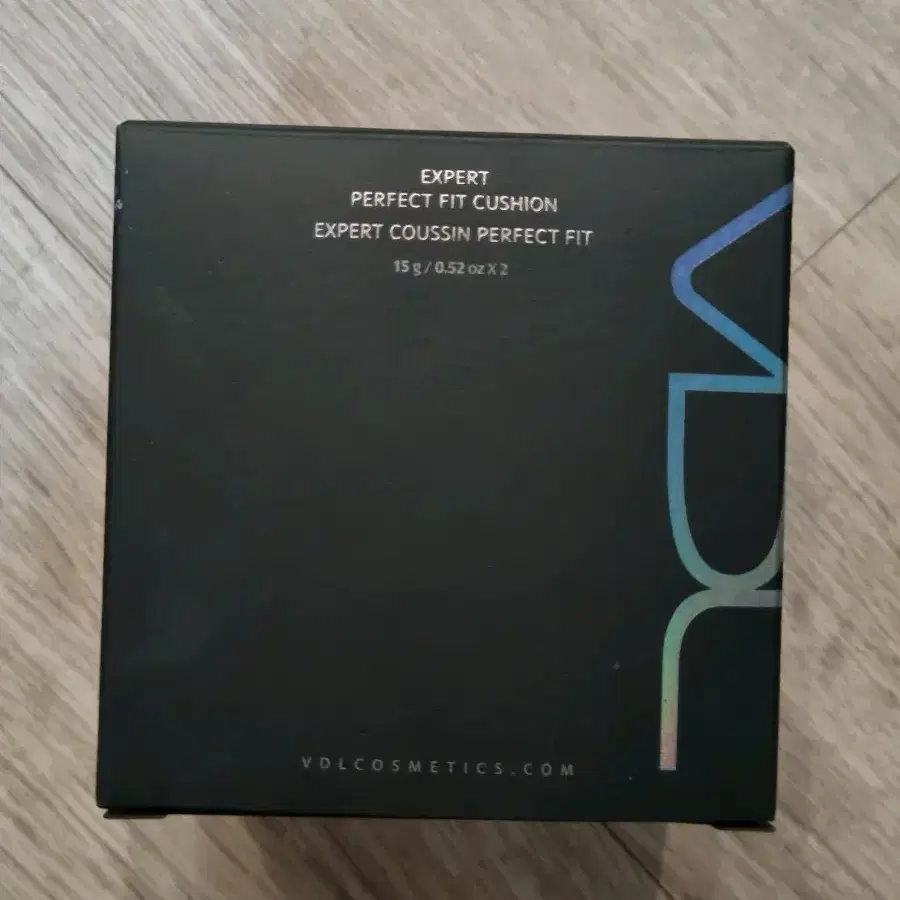 EXPERT
PERFECT FIT CUSHION
EXPERT COUSSIN PERFECT FIT
15 g / 0.52 oz X 2
VDL
VDLCOSMETICS.COM